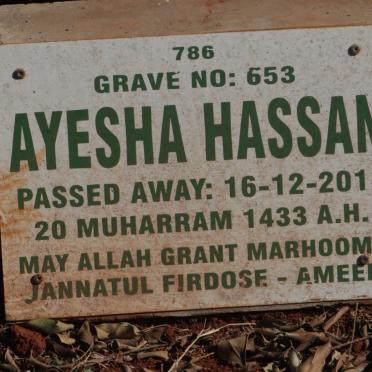 786
GRAVE NO: 653
AYESHA HASSAN
PASSED AWAY: 16-12-201
20 MUHARRAM 1433 A.H.
MAY ALLAH GRANT MARHOOM
JANNATUL FIRDOSE - AMEE